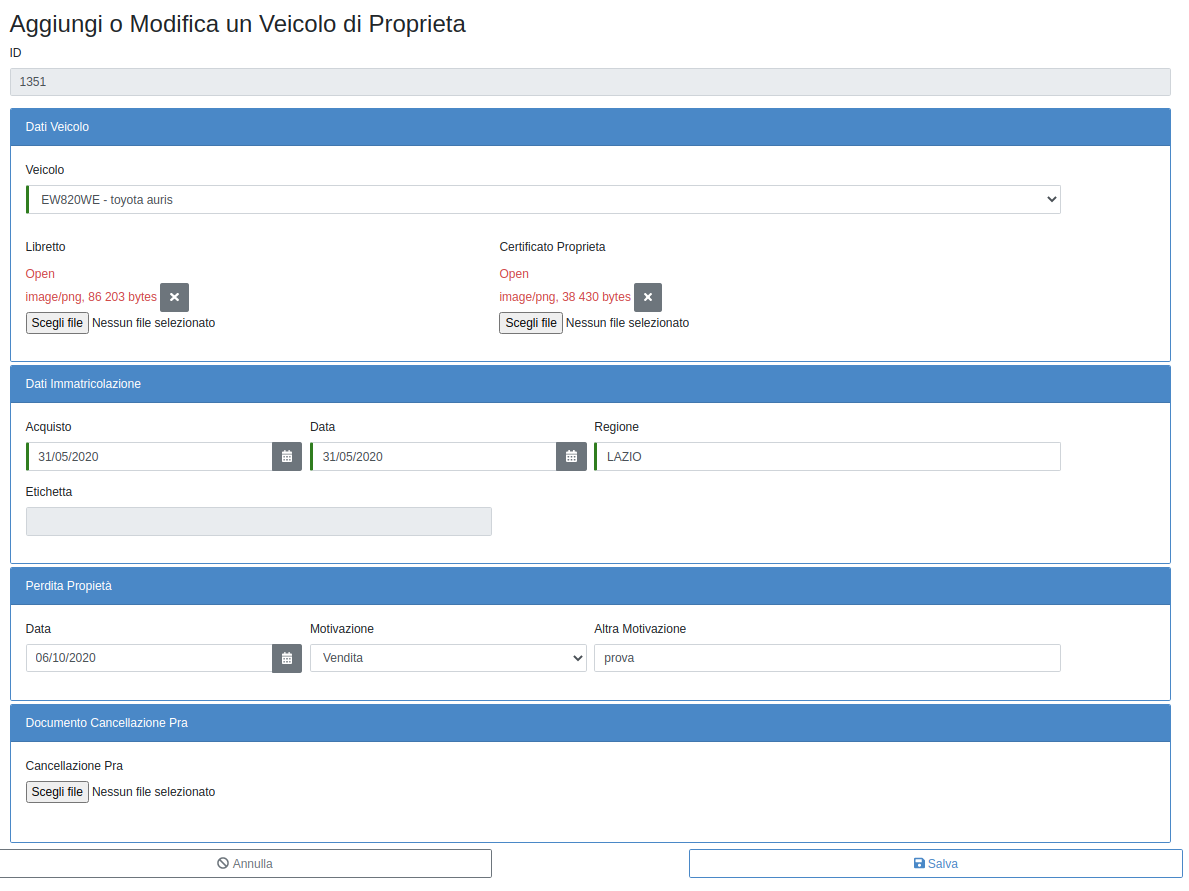 Aggiungi o Modifica un Veicolo di Proprieta
ID
1351
Dati Veicolo
Veicolo
EW820WE - toyota auris
Libretto Certificato Proprieta
Open Open
image/png, 86 203 bytes image/png, 38 430 bytes
Scegli file Nessun file selezionato Scegli file Nessun file selezionato
Dati Immatricolazione
Acquisto Data Regione
31/05/2020 31/05/2020 LAZIO
Etichetta
Perdita Propietà
Data Motivazione Altra Motivazione
06/10/2020 Vendita prova
Documento Cancellazione Pra
Cancellazione Pra
Scegli file Nessun file selezionato
Annulla Salva